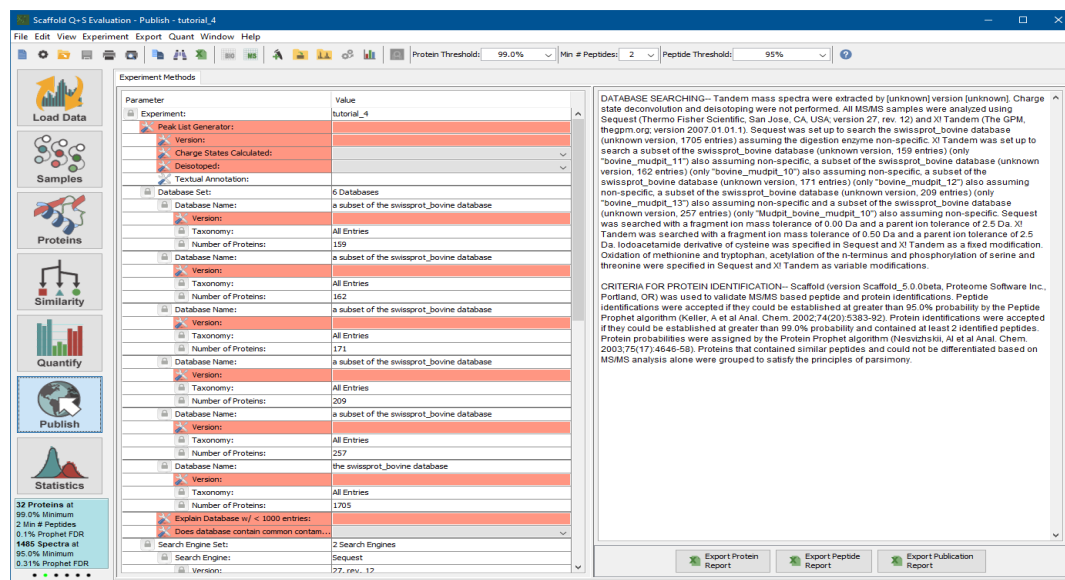 Scaffold Q+S Evaluation - Publish - tutorial_4
File Edit View Experiment Export Quant Window Help
BIO MS Protein Threshold: 99.0% Min # Peptides: 2 Peptide Threshold: 95%
Load Data
Samples
Proteins
Similarity
Quantify
Publish
Statistics
32 Proteins at
99.0% Minimum
2 Min # Peptides
0.1% Prophet FDR
1485 Spectra at
95.0% Minimum
0.31% Prophet FDR
Experiment Methods
Parameter Value
Experiment: tutorial_4
Peak List Generator:
Version:
Charge States Calculated:
Deisotoped:
Textual Annotation:
Database Set: 6 Databases
Database Name: a subset of the swissprot_bovine database
Version:
Taxonomy: All Entries
Number of Proteins: 159
Database Name: a subset of the swissprot_bovine database
Version:
Taxonomy: All Entries
Number of Proteins: 162
Database Name: a subset of the swissprot_bovine database
Version:
Taxonomy: All Entries
Number of Proteins: 171
Database Name: a subset of the swissprot_bovine database
Version:
Taxonomy: All Entries
Number of Proteins: 209
Database Name: a subset of the swissprot_bovine database
Version:
Taxonomy: All Entries
Number of Proteins: 257
Database Name: the swissprot_bovine database
Version:
Taxonomy: All Entries
Number of Proteins: 1705
Explain Database w/ < 1000 entries:
Does database contain common contam...
Search Engine Set: 2 Search Engines
Search Engine: Sequest
Version: 27, rev. 12
DATABASE SEARCHING-- Tandem mass spectra were extracted by [unknown] version [unknown]. Charge
state deconvolution and deisotoping were not performed. All MS/MS samples were analyzed using
Sequest (Thermo Fisher Scientific, San Jose, CA, USA; version 27, rev. 12) and X! Tandem (The GPM,
thegpm.org; version 2007.01.01.1). Sequest was set up to search the swissprot_bovine database
(unknown version, 1705 entries) assuming the digestion enzyme non-specific. X! Tandem was set up to
search a subset of the swissprot_bovine database (unknown version, 159 entries) (only
"bovine_mudpit_11") also assuming non-specific, a subset of the swissprot_bovine database (unknown
version, 162 entries) (only "bovine_mudpit_10") also assuming non-specific, a subset of the
swissprot_bovine database (unknown version, 171 entries) (only "bovine_mudpit_12") also assuming
non-specific, a subset of the swissprot_bovine database (unknown version, 209 entries) (only
"bovine_mudpit_13") also assuming non-specific and a subset of the swissprot_bovine database
(unknown version, 257 entries) (only "Mudpit_bovine_mudpit_10") also assuming non-specific. Sequest
was searched with a fragment ion mass tolerance of 0.00 Da and a parent ion tolerance of 2.5 Da. X!
Tandem was searched with a fragment ion mass tolerance of 0.50 Da and a parent ion tolerance of 2.5
Da. Iodoacetamide derivative of cysteine was specified in Sequest and X! Tandem as a fixed modification.
Oxidation of methionine and tryptophan, acetylation of the n-terminus and phosphorylation of serine and
threonine were specified in Sequest and X! Tandem as variable modifications.
CRITERIA FOR PROTEIN IDENTIFICATION-- Scaffold (version Scaffold_5.0.0beta, Proteome Software Inc.,
Portland, OR) was used to validate MS/MS based peptide and protein identifications. Peptide
identifications were accepted if they could be established at greater than 95.0% probability by the Peptide
Prophet algorithm (Keller, A et al Anal. Chem. 2002;74(20):5383-92). Protein identifications were accepted
if they could be established at greater than 99.0% probability and contained at least 2 identified peptides.
Protein probabilities were assigned by the Protein Prophet algorithm (Nesvizhskii, Al et al Anal. Chem.
2003;75(17):4646-58). Proteins that contained similar peptides and could not be differentiated based on
MS/MS analysis alone were grouped to satisfy the principles of parsimony.
Export Protein Report
Export Peptide Report
Export Publication Report